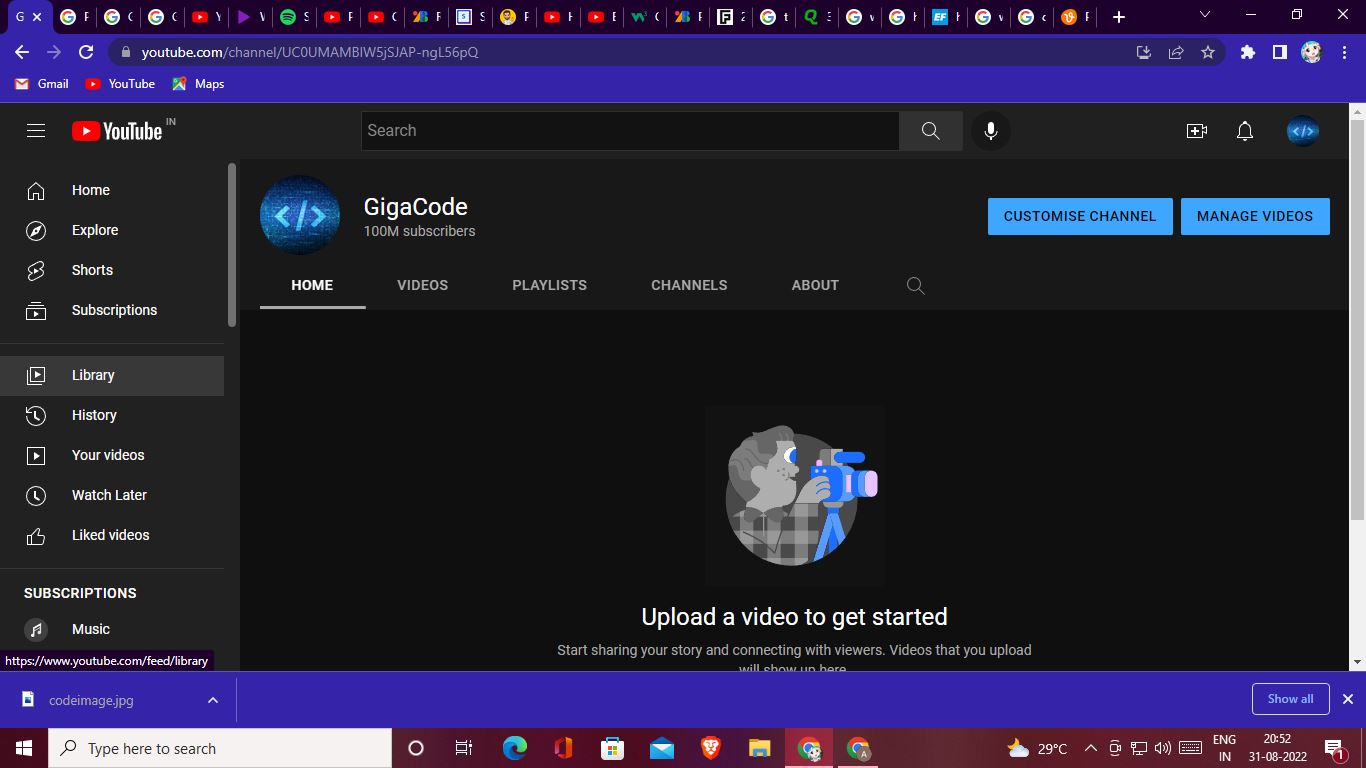 youtube.com/channel/UC0UMAMBIW5jSJAP-ngL56pQ
Gmail YouTube Maps
YouTube IN
Search
Home
Explore
Shorts
Subscriptions
Library
History
Your videos
Watch Later
Liked videos
SUBSCRIPTIONS
Music
https://www.youtube.com/feed/library
</>
GigaCode
100M subscribers
CUSTOMISE CHANNEL MANAGE VIDEOS
HOME VIDEOS PLAYLISTS CHANNELS ABOUT
Upload a video to get started
Start sharing your story and connecting with viewers. Videos that you upload
will show up here
codeimage.jpg
Show all
Type here to search
29°C
ENG
IN
20:52
31-08-2022
1